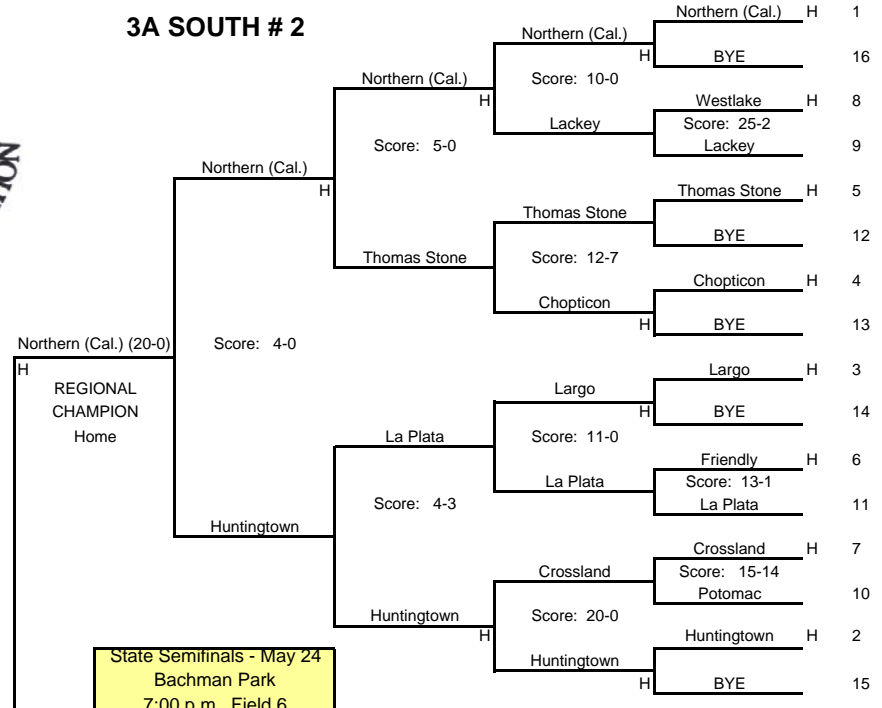 3A SOUTH # 2
Northern (Cal.) H 1
Northern (Cal.)
H BYE 16
Northern (Cal.) Score: 10-0
H Westlake H 8
Lackey Score: 25-2
Score: 5-0 Lackey 9
Northern (Cal.)
H Thomas Stone H 5
Thomas Stone
BYE 12
Thomas Stone Score: 12-7
Chopticon H 4
Chopticon
H BYE 13
Northern (Cal.) (20-0) Score: 4-0
H Largo H 3
REGIONAL Largo
CHAMPION H BYE 14
Home La Plata Score: 11-0
Friendly H 6
La Plata Score: 13-1
Score: 4-3 La Plata 11
Huntingtown
Crossland H 7
Crossland Score: 15-14
Potomac 10
Huntingtown Score: 20-0
H Huntingtown H 2
State Semifinals - May 24 Huntingtown
Bachman Park H BYE 15
7:00 p.m. Field 6